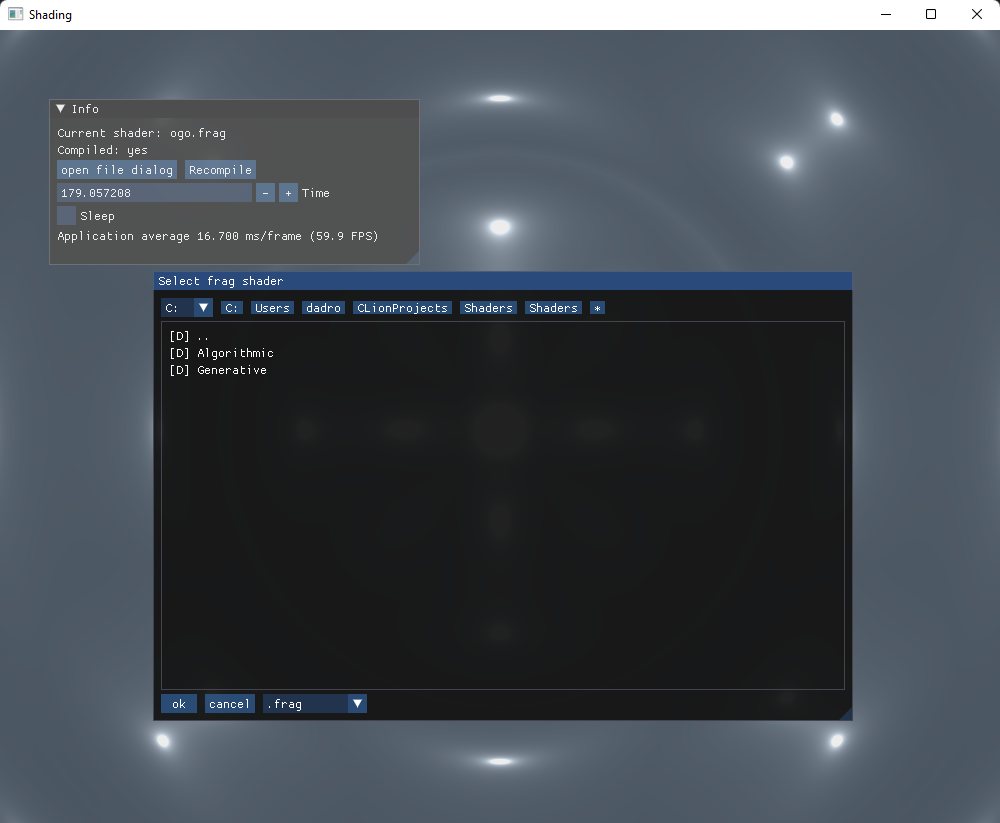 Shading
Info
Current shader: ogo.frag
Compiled: yes
open file dialog Recompile
179.057208 - + Time
Sleep
Application average 16.700 ms/frame (59.9 FPS)
Select frag shader
C: C: Users dadro CLionProjects Shaders Shaders *
[D] ..
[D] Algorithmic
[D] Generative
ok cancel .frag